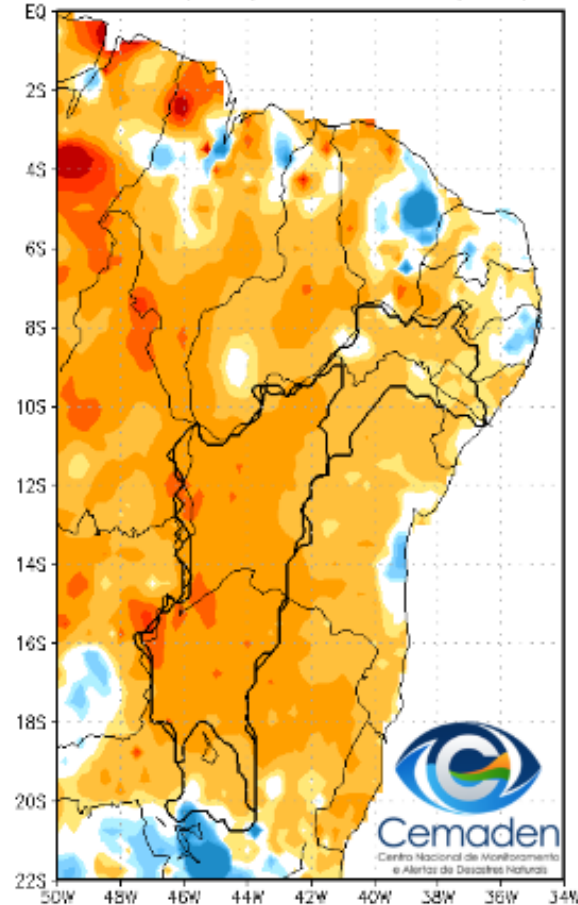 EQ
2S
4S
6S
8S
10S
12S
14S
16S
18S
20S
22S
50W 48W 46W 44W 42W 40W 38W 36W 34W
Cemaden
Centro Nacional de Monitoramento
e Alertas de Desastres Naturais